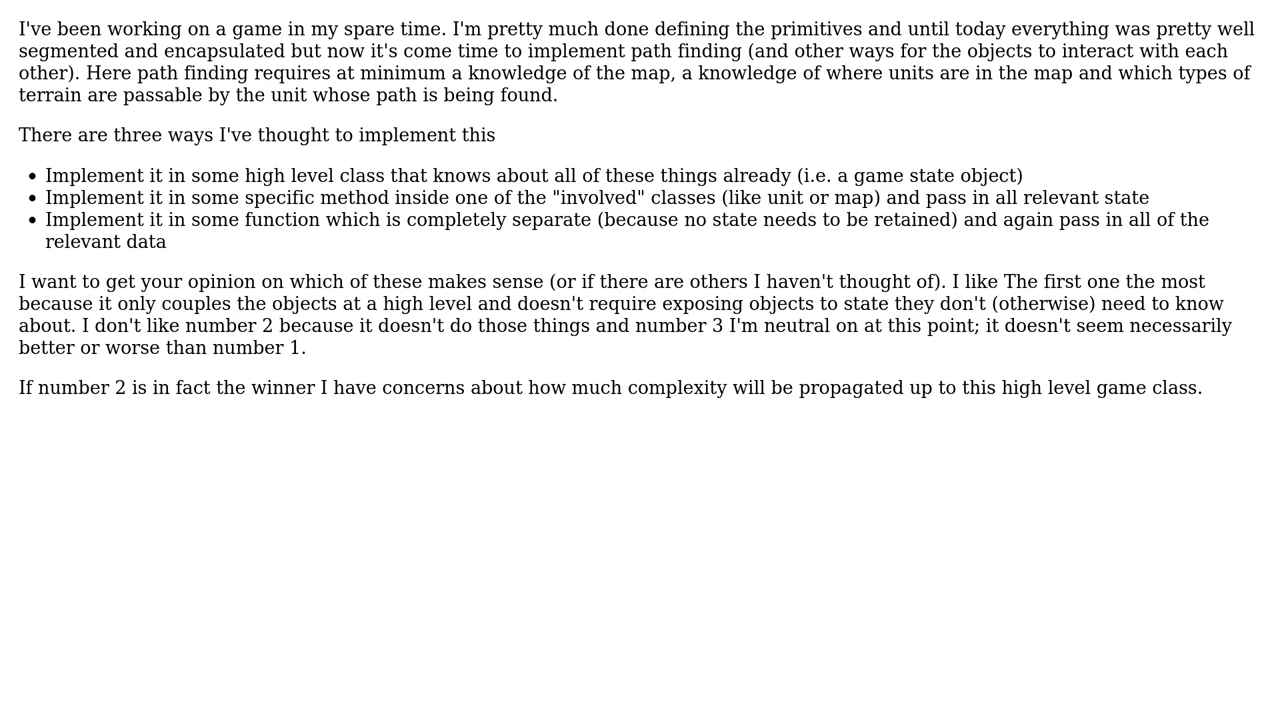 I've been working on a game in my spare time. I'm pretty much done defining the primitives and until today everything was pretty well
segmented and encapsulated but now it's come time to implement path finding (and other ways for the objects to interact with each
other). Here path finding requires at minimum a knowledge of the map, a knowledge of where units are in the map and which types of
terrain are passable by the unit whose path is being found.
There are three ways I've thought to implement this
• Implement it in some high level class that knows about all of these things already (i.e. a game state object)
• Implement it in some specific method inside one of the "involved" classes (like unit or map) and pass in all relevant state
• Implement it in some function which is completely separate (because no state needs to be retained) and again pass in all of the
relevant data
I want to get your opinion on which of these makes sense (or if there are others I haven't thought of). I like The first one the most
because it only couples the objects at a high level and doesn't require exposing objects to state they don't (otherwise) need to know
about. I don't like number 2 because it doesn't do those things and number 3 I'm neutral on at this point; it doesn't seem necessarily
better or worse than number 1.
If number 2 is in fact the winner I have concerns about how much complexity will be propagated up to this high level game class.